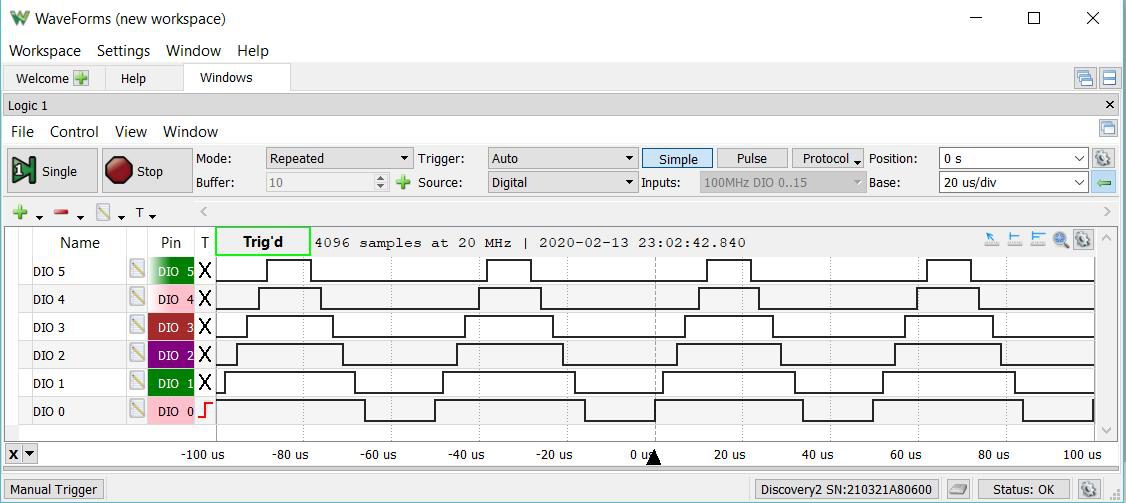 WaveForms (new workspace)
Workspace Settings Window Help
Welcome Help Windows
Logic 1
File Control View Window
Single Stop Mode: Repeated Trigger: Auto Simple Pulse Protocol Position: 0 s
Buffer: 10 Source: Digital Inputs: 100MHz DIO 0..15 Base: 20 us/div
T
Name Pin T Trig'd 4096 samples at 20 MHz | 2020-02-13 23:02:42.840
DIO 5 DIO 5 X
DIO 4 DIO 4 X
DIO 3 DIO 3 X
DIO 2 DIO 2 X
DIO 1 DIO 1 X
DIO 0 DIO 0
X -100 us -80 us -60 us -40 us -20 us 0 us 20 us 40 us 60 us 80 us 100 us
Manual Trigger Discovery2 SN:210321A80600 Status: OK